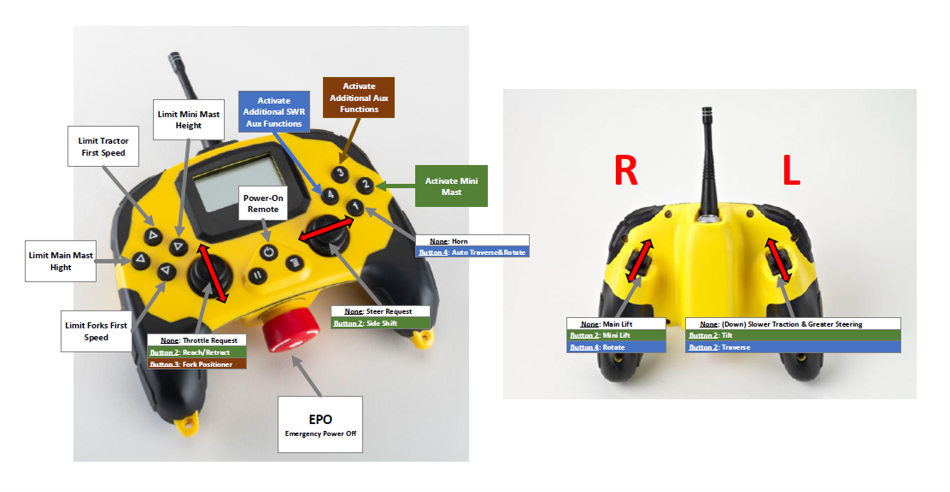 Activate
Additional Aux
Functions
Activate
Additional SWR
Aux Functions
Limit Mini Mast
Height
Limit Tractor
First Speed
3
2
4
1
Activate Mini
Mast
Power-On
Remote
None: Horn
Button 4: Auto Traverse&Rotate
Limit Main Mast
Hight
Limit Forks First
Speed
None: Steer Request
Button 2: Side Shift
None: Throttle Request
Button 2: Reach/Retract
Button 3: Fork Positioner
EPO
Emergency Power Off
R
L
None: Main Lift
Button 2: Mini Lift
Button 4: Rotate
None: (Down) Slower Traction & Greater Steering
Button 2: Tilt
Button 2: Traverse